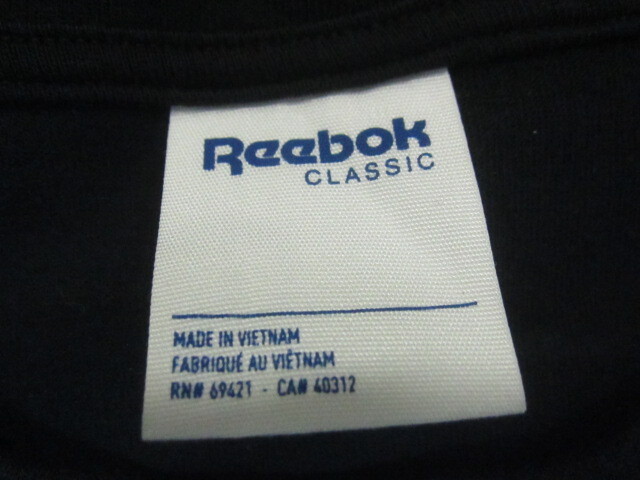 Reebok
CLASSIC
MADE IN VIETNAM
FABRIQUÉ AU VIÊTNAM
RN# 69421 - CA# 40312